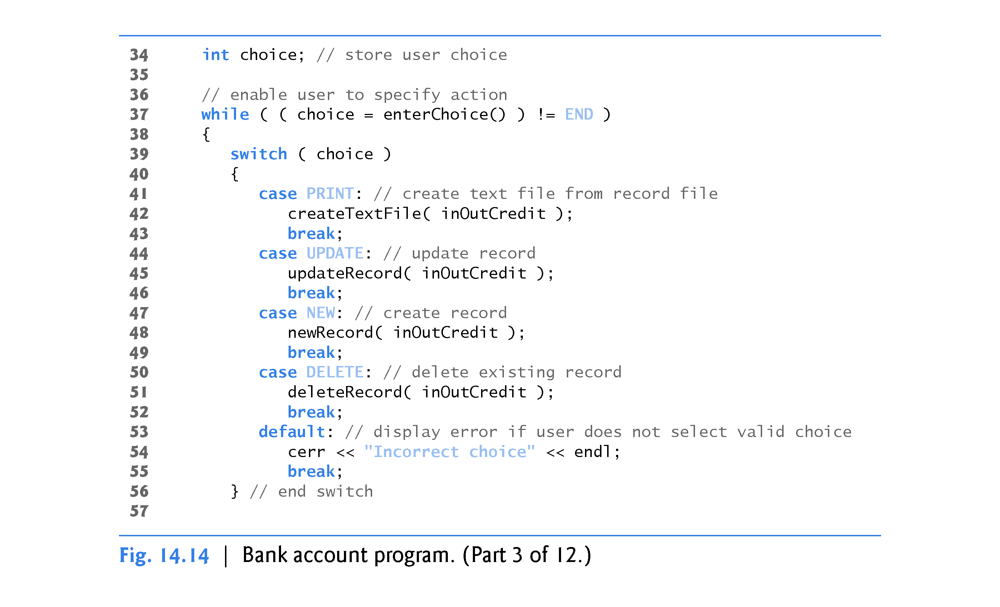 34      int choice; // store user choice
35
36      // enable user to specify action
37      while ( ( choice = enterChoice() ) != END )
38      {
39         switch ( choice )
40         {
41            case PRINT: // create text file from record file
42               createTextFile( inOutCredit );
43               break;
44            case UPDATE: // update record
45               updateRecord( inOutCredit );
46               break;
47            case NEW: // create record
48               newRecord( inOutCredit );
49               break;
50            case DELETE: // delete existing record
51               deleteRecord( inOutCredit );
52               break;
53            default: // display error if user does not select valid choice
54               cerr << "Incorrect choice" << endl;
55               break;
56         } // end switch
57
Fig. 14.14 | Bank account program. (Part 3 of 12.)